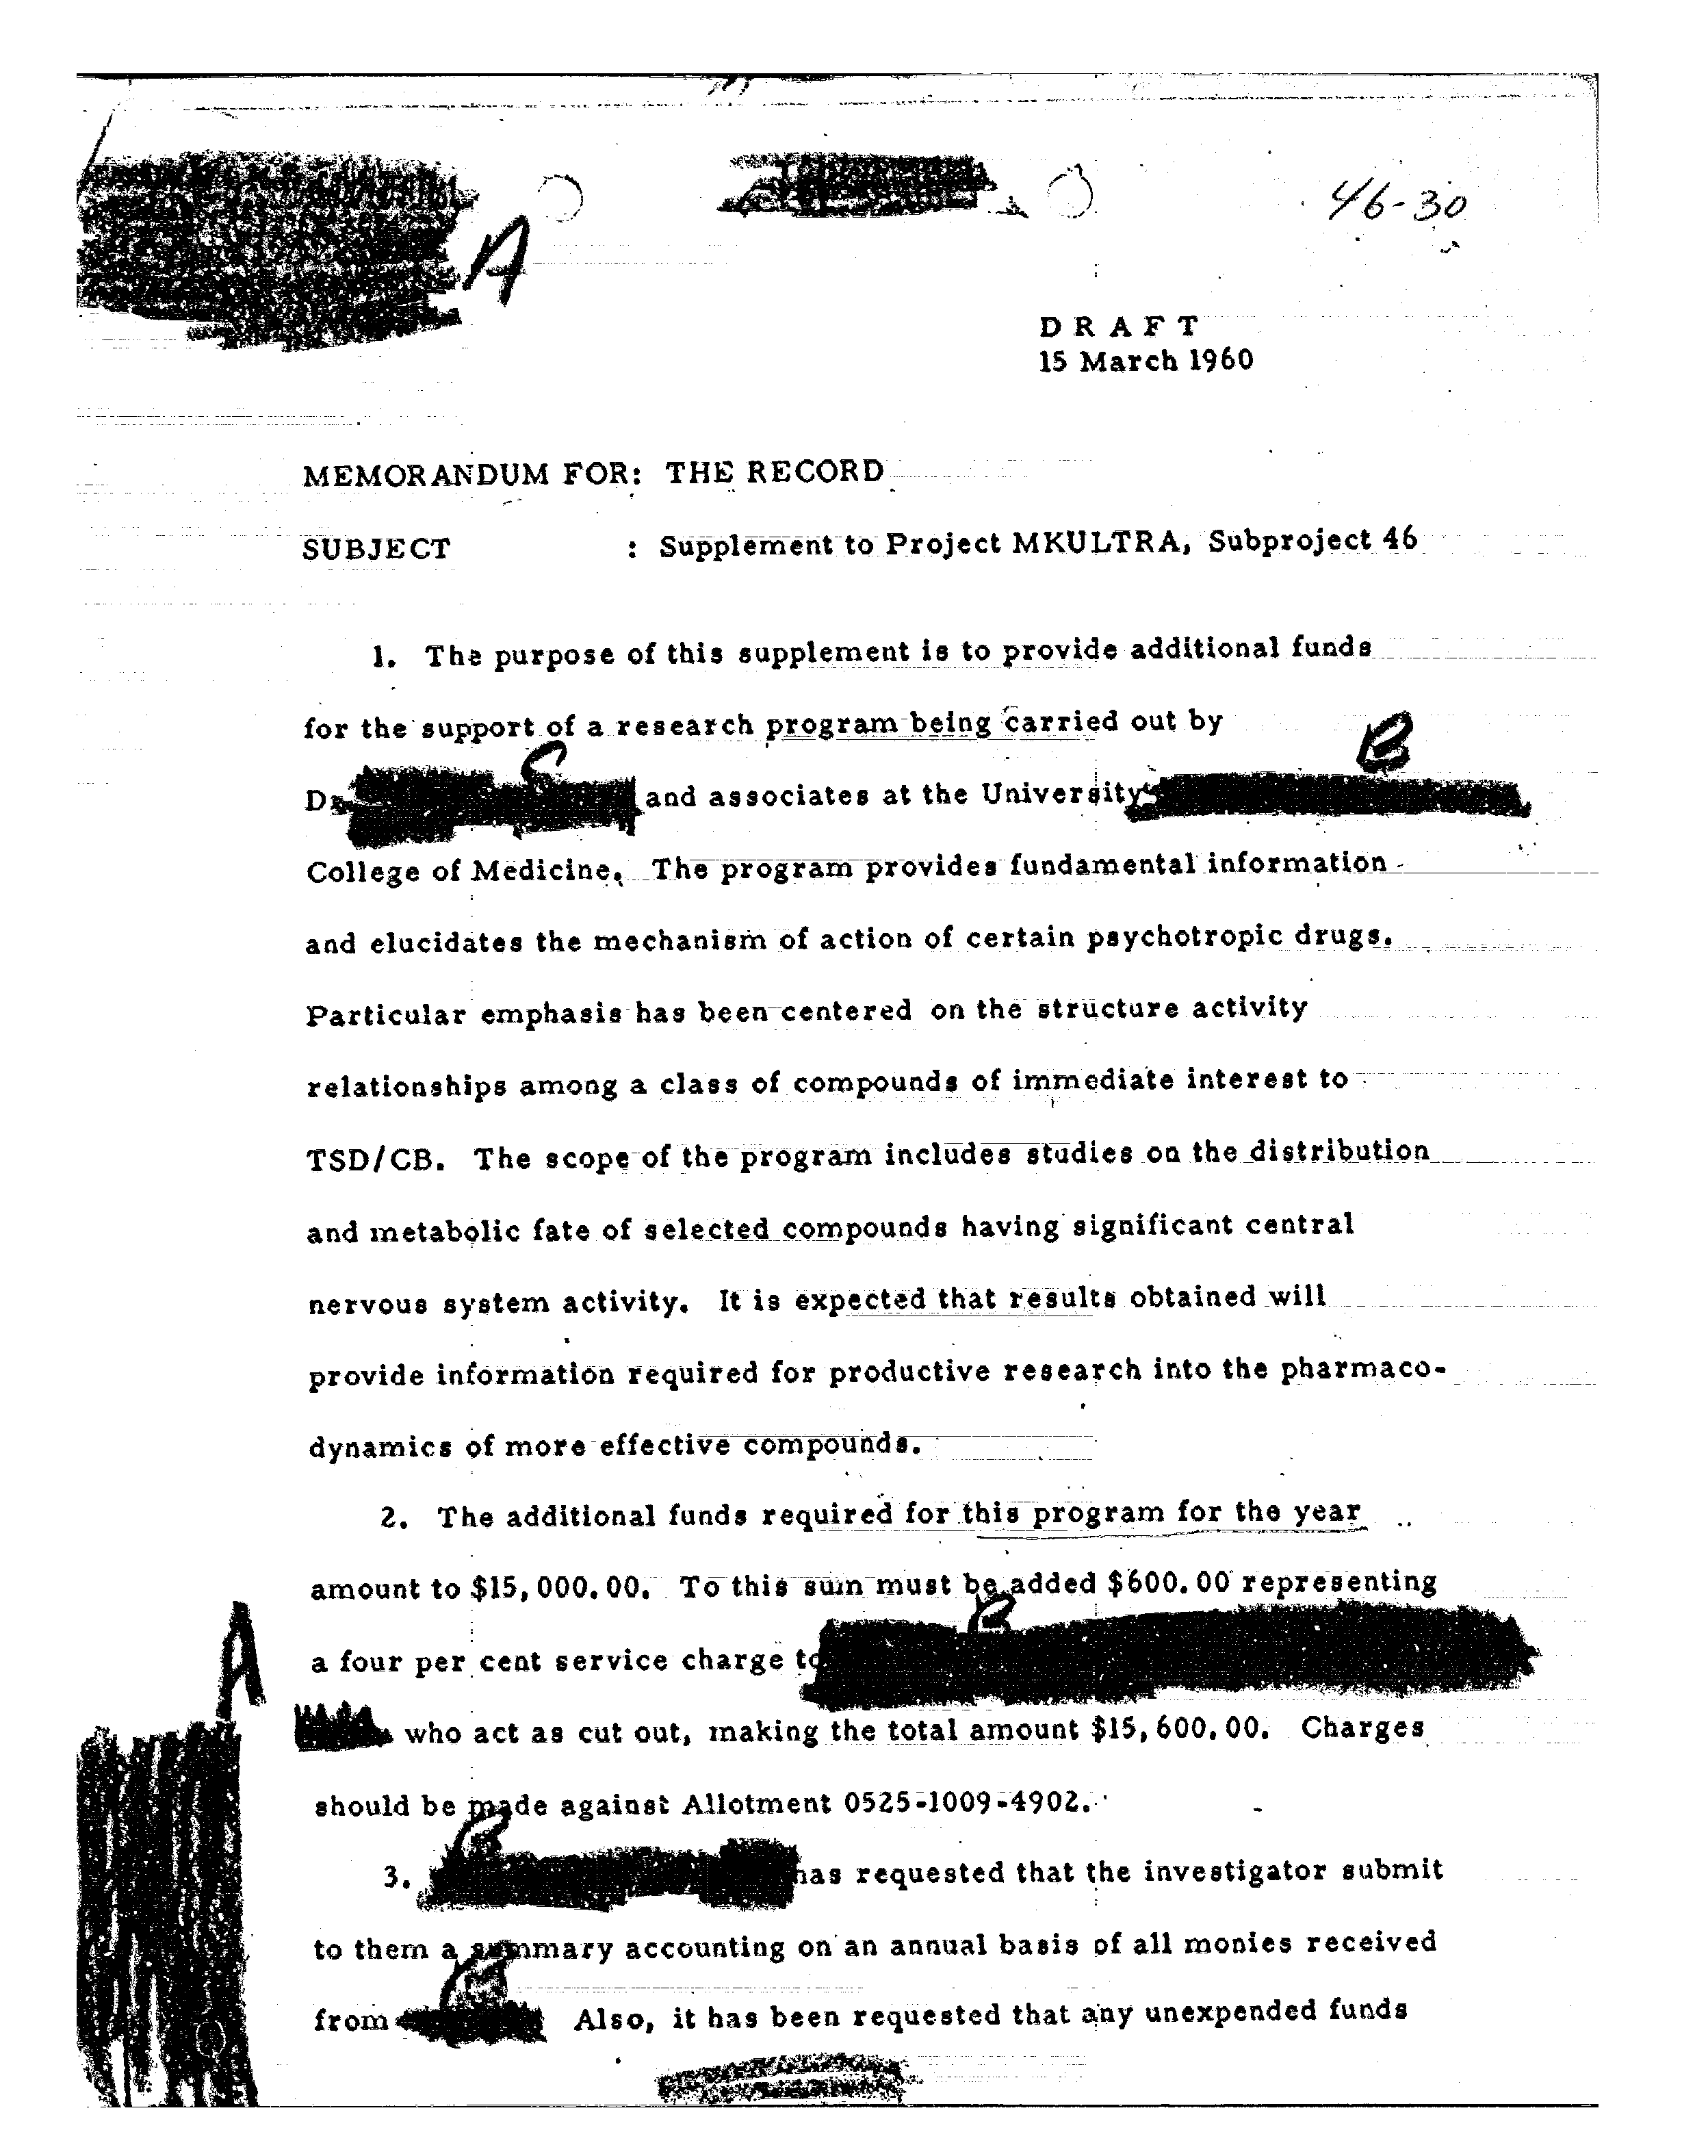 46-30
A
D R A F T
15 March 1960
MEMORANDUM FOR: THE RECORD
SUBJECT : Supplement to Project MKULTRA, Subproject 46
1. The purpose of this supplement is to provide additional funds
for the support of a research program being carried out by
B
C
Dr and associates at the University
College of Medicine. The program provides fundamental information
and elucidates the mechanism of action of certain psychotropic drugs.
Particular emphasis has been centered on the structure activity
relationships among a class of compounds of immediate interest to
TSD/CB. The scope of the program includes studies on the distribution
and metabolic fate of selected compounds having significant central
nervous system activity. It is expected that results obtained will
provide information required for productive research into the pharmaco-
dynamics of more effective compounds.
2. The additional funds required for this program for the year
amount to $15,000.00. To this sum must be added $600.00 representing
B
A
a four per cent service charge to
who act as cut out, making the total amount $15,600.00. Charges
should be made against Allotment 0525-1009-4902.
3. has requested that the investigator submit
to them a summary accounting on an annual basis of all monies received
from Also, it has been requested that any unexpended funds